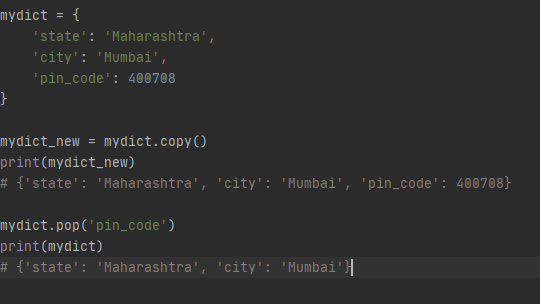 mydict = {
    'state': 'Maharashtra',
    'city': 'Mumbai',
    'pin_code': 400708
}
mydict_new = mydict.copy()
print(mydict_new)
# {'state': 'Maharashtra', 'city': 'Mumbai', 'pin_code': 400708}
mydict.pop('pin_code')
print(mydict)
# {'state': 'Maharashtra', 'city': 'Mumbai'}